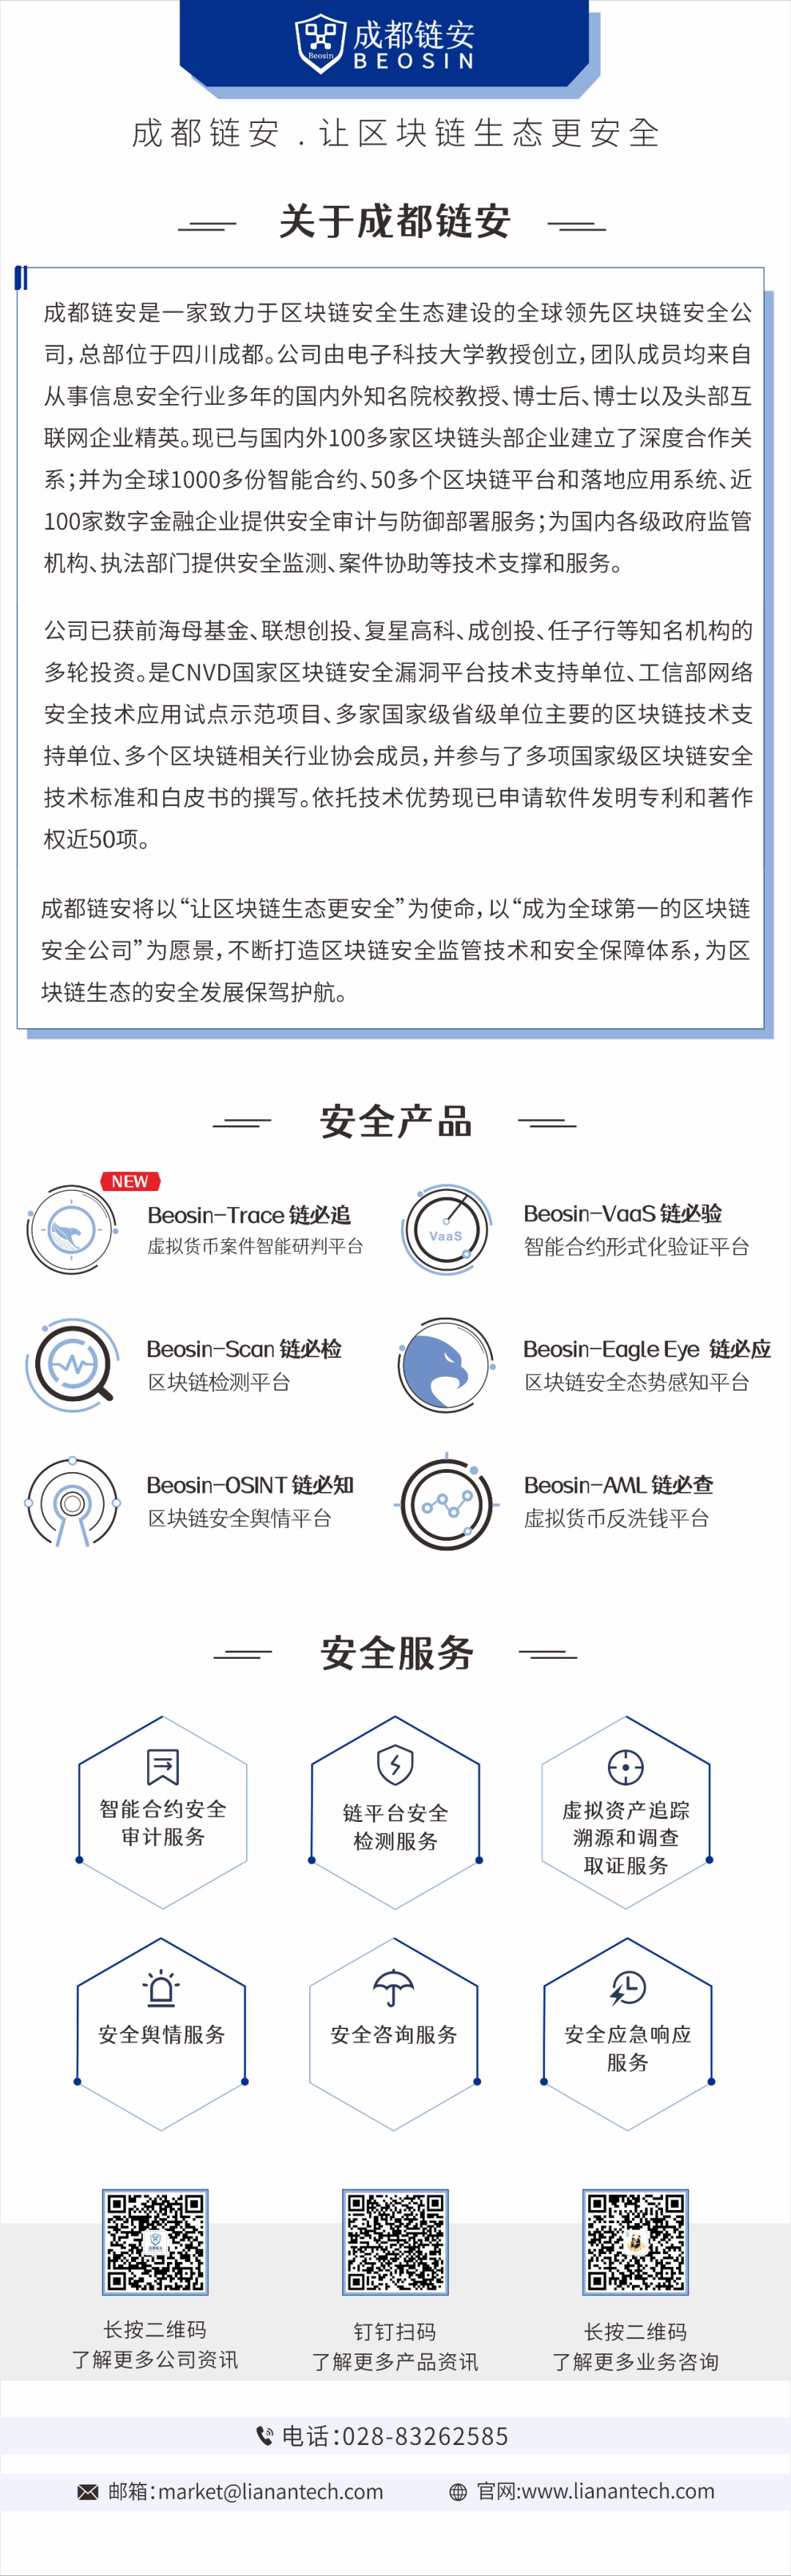 Beosin
成都链安
BEOSIN
成都链安.让区块链生态更安全
关于成都链安
成都链安是一家致力于区块链安全生态建设的全球领先区块链安全公
司,总部位于四川成都。公司由电子科技大学教授创立,团队成员均来自
从事信息安全行业多年的国内外知名院校教授、博士后、博士以及头部互
联网企业精英。现已与国内外100多家区块链头部企业建立了深度合作关
系;并为全球1000多份智能合约、50多个区块链平台和落地应用系统、近
100家数字金融企业提供安全审计与防御部署服务;为国内各级政府监管
机构、执法部门提供安全监测、案件协助等技术支撑和服务。
公司已获前海母基金、联想创投、复星高科、成创投、任子行等知名机构的
多轮投资。是CNVD国家区块链安全漏洞平台技术支持单位、工信部网络
安全技术应用试点示范项目、多家国家级省级单位主要的区块链技术支
持单位、多个区块链相关行业协会成员,并参与了多项国家级区块链安全
技术标准和白皮书的撰写。依托技术优势现已申请软件发明专利和著作
权近50项。
成都链安将以“让区块链生态更安全”为使命,以“成为全球第一的区块链
安全公司”为愿景,不断打造区块链安全监管技术和安全保障体系,为区
块链生态的安全发展保驾护航。
安全产品
NEW
Beosin-Trace 链必追
虚拟货币案件智能研判平台
VaaS
Beosin-VaaS 链必验
智能合约形式化验证平台
Beosin-Scan 链必检
区块链检测平台
Beosin-Eagle Eye 链必应
区块链安全态势感知平台
Beosin-OSINT 链必知
区块链安全舆情平台
Beosin-AML 链必查
虚拟货币反洗钱平台
安全服务
智能合约安全
审计服务
链平台安全
检测服务
虚拟资产追踪
溯源和调查
取证服务
安全舆情服务
安全咨询服务
安全应急响应
服务
长按二维码
了解更多公司资讯
钉钉扫码
了解更多产品资讯
长按二维码
了解更多业务咨询
电话:028-83262585
邮箱:market@lianantech.com
官网:www.lianantech.com